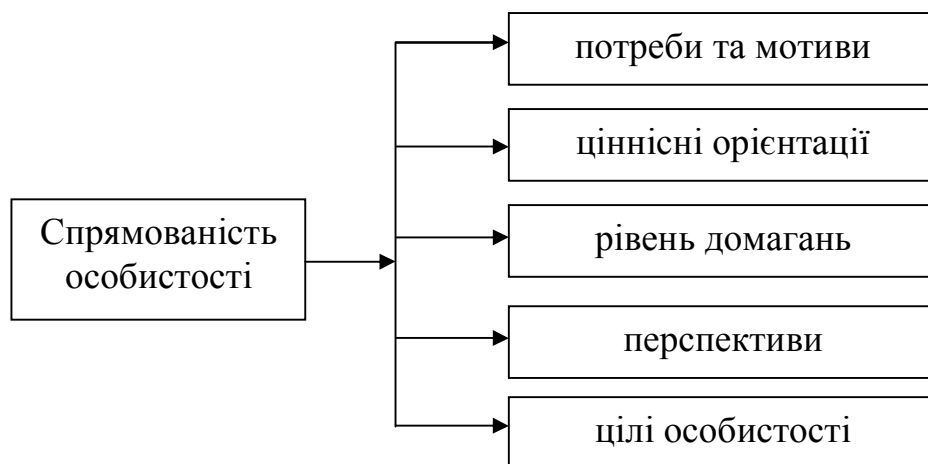 потреби та мотиви
ціннісні орієнтації
Спрямованість
особистості
рівень домагань
перспективи
цілі особистості